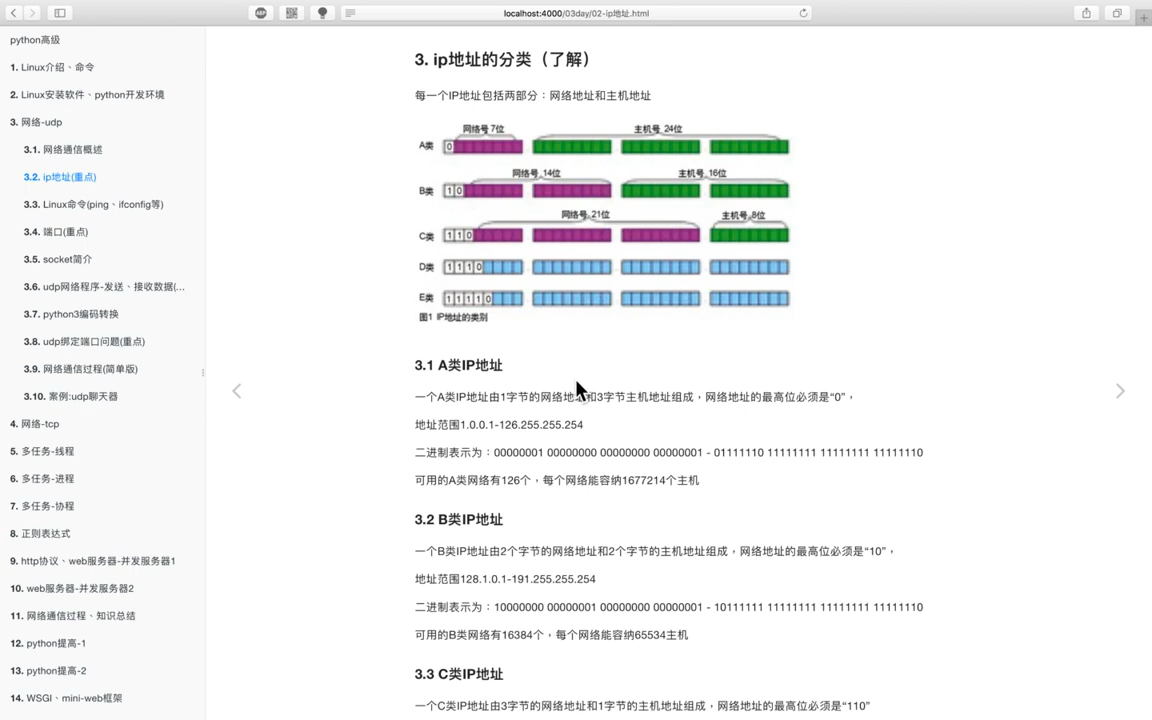 localhost:4000/03day/02-ip地址.html
ABP
python高级
1. Linux介绍、命令
2. Linux安装软件、python开发环境
3. 网络-udp
3.1. 网络通信概述
3.2. ip地址(重点)
3.3. Linux命令(ping、ifconfig等)
3.4. 端口(重点)
3.5. socket简介
3.6. udp网络程序-发送、接收数据(...
3.7. python3编码转换
3.8. udp绑定端口问题(重点)
3.9. 网络通信过程(简单版)
3.10. 案例:udp聊天器
4. 网络-tcp
5. 多任务-线程
6. 多任务-进程
7. 多任务-协程
8. 正则表达式
9. http协议、web服务器-并发服务器1
10. web服务器-并发服务器2
11. 网络通信过程、知识总结
12. python提高-1
13. python提高-2
14. WSGI、mini-web框架
3. ip地址的分类（了解）
每一个IP地址包括两部分：网络地址和主机地址
网络号 7位 主机号 24位
A类 0
网络号 14位 主机号 16位
B类 1 0
网络号 21位 主机号 8位
C类 1 1 0
D类 1 1 1 0
E类 1 1 1 1 0
图1 IP地址的类别
3.1 A类IP地址
一个A类IP地址由1字节的网络地址和3字节主机地址组成，网络地址的最高位必须是“0”，
地址范围1.0.0.1-126.255.255.254
二进制表示为：00000001 00000000 00000000 00000001 - 01111110 11111111 11111111 11111110
可用的A类网络有126个，每个网络能容纳1677214个主机
3.2 B类IP地址
一个B类IP地址由2个字节的网络地址和2个字节的主机地址组成，网络地址的最高位必须是“10”，
地址范围128.1.0.1-191.255.255.254
二进制表示为：10000000 00000001 00000000 00000001 - 10111111 11111111 11111111 11111110
可用的B类网络有16384个，每个网络能容纳65534主机
3.3 C类IP地址
一个C类IP地址由3字节的网络地址和1字节的主机地址组成，网络地址的最高位必须是“110”